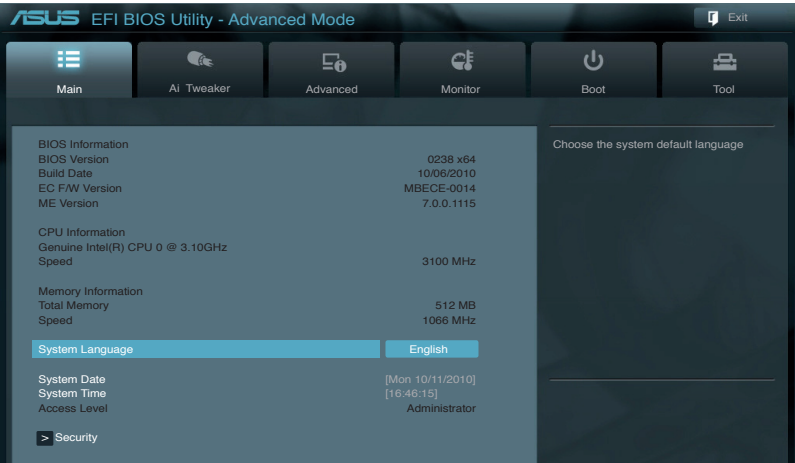 ASUS EFI BIOS Utility - Advanced Mode
Exit
Main
Ai Tweaker
Advanced
Monitor
Boot
Tool
BIOS Information
BIOS Version 0238 x64
Build Date 10/06/2010
EC F/W Version MBECE-0014
ME Version 7.0.0.1115
CPU Information
Genuine Intel(R) CPU 0 @ 3.10GHz
Speed 3100 MHz
Memory Information
Total Memory 512 MB
Speed 1066 MHz
System Language English
System Date [Mon 10/11/2010]
System Time [16:46:15]
Access Level Administrator
> Security
Choose the system default language